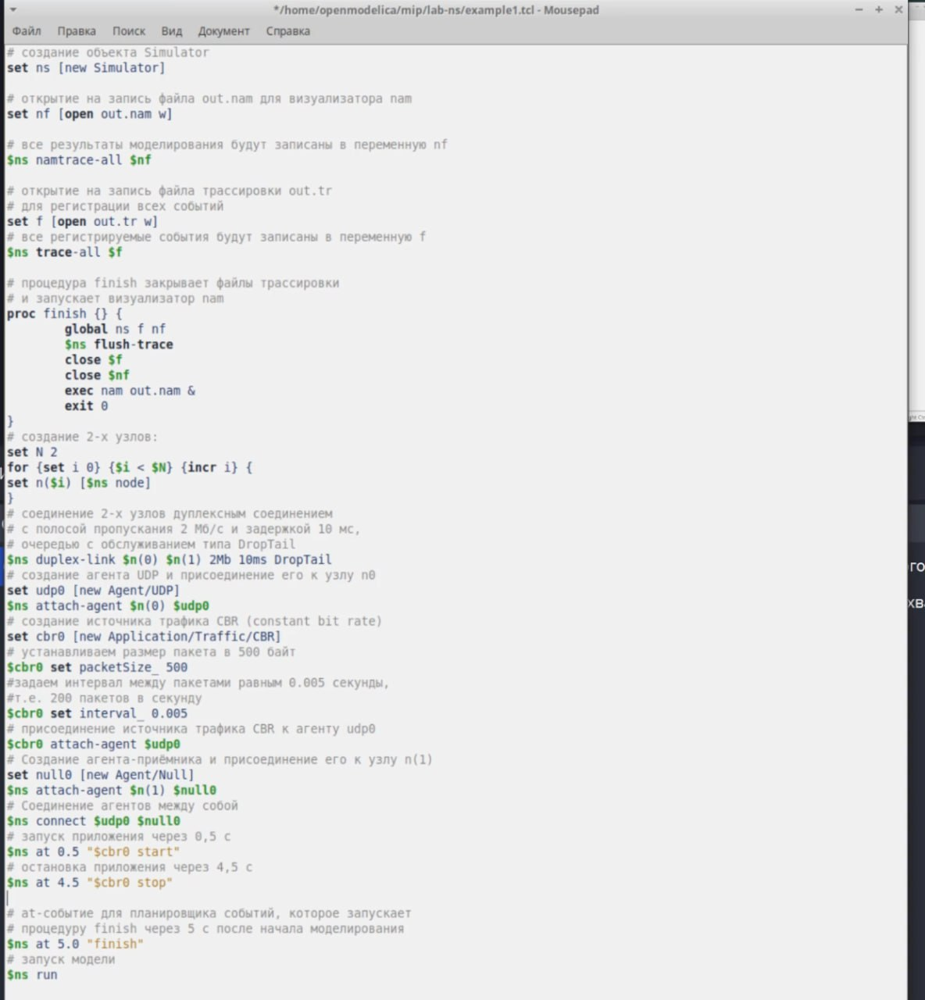 */home/openmodelica/mip/lab-ns/example1.tcl - Mousepad
Файл Правка Поиск Вид Документ Справка
# создание объекта Simulator
set ns [new Simulator]
# открытие на запись файла out.nam для визуализатора nam
set nf [open out.nam w]
# все результаты моделирования будут записаны в переменную nf
$ns namtrace-all $nf
# открытие на запись файла трассировки out.tr
# для регистрации всех событий
set f [open out.tr w]
# все регистрируемые события будут записаны в переменную f
$ns trace-all $f
# процедура finish закрывает файлы трассировки
# и запускает визуализатор nam
proc finish {} {
global ns f nf
$ns flush-trace
close $f
close $nf
exec nam out.nam &
exit 0
}
# создание 2-х узлов:
set N 2
for {set i 0} {$i < $N} {incr i} {
set n($i) [$ns node]
}
# соединение 2-х узлов дуплексным соединением
# с полосой пропускания 2 Мб/с и задержкой 10 мс,
# очередью с обслуживанием типа DropTail
$ns duplex-link $n(0) $n(1) 2Mb 10ms DropTail
# создание агента UDP и присоединение его к узлу n0
set udp0 [new Agent/UDP]
$ns attach-agent $n(0) $udp0
# создание источника трафика CBR (constant bit rate)
set cbr0 [new Application/Traffic/CBR]
# устанавливаем размер пакета в 500 байт
$cbr0 set packetSize_ 500
#задаем интервал между пакетами равным 0.005 секунды,
#т.е. 200 пакетов в секунду
$cbr0 set interval_ 0.005
# присоединение источника трафика CBR к агенту udp0
$cbr0 attach-agent $udp0
# Создание агента-приёмника и присоединение его к узлу n(1)
set null0 [new Agent/Null]
$ns attach-agent $n(1) $null0
# Соединение агентов между собой
$ns connect $udp0 $null0
# запуск приложения через 0,5 с
$ns at 0.5 "$cbr0 start"
# остановка приложения через 4,5 с
$ns at 4.5 "$cbr0 stop"
# at-событие для планировщика событий, которое запускает
# процедуру finish через 5 с после начала моделирования
$ns at 5.0 "finish"
# запуск модели
$ns run